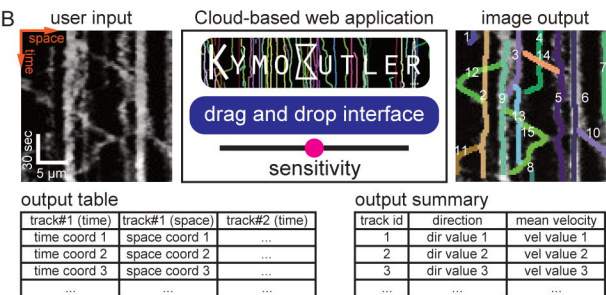 B
user input
Cloud-based web application
image output
space
time
30 sec
5 µm
KYMOBUTLER
drag and drop interface
sensitivity
1
3
4
14
7
12
2
9
5
6
13
15
10
11
8
output table
track#1 (time) track#1 (space) track#2 (time)
time coord 1 space coord 1 ...
time coord 2 space coord 2 ...
time coord 3 space coord 3
... ... ...
output summary
track id direction mean velocity
1 dir value 1 vel value 1
2 dir value 2 vel value 2
3 dir value 3 vel value 3
... ... ...